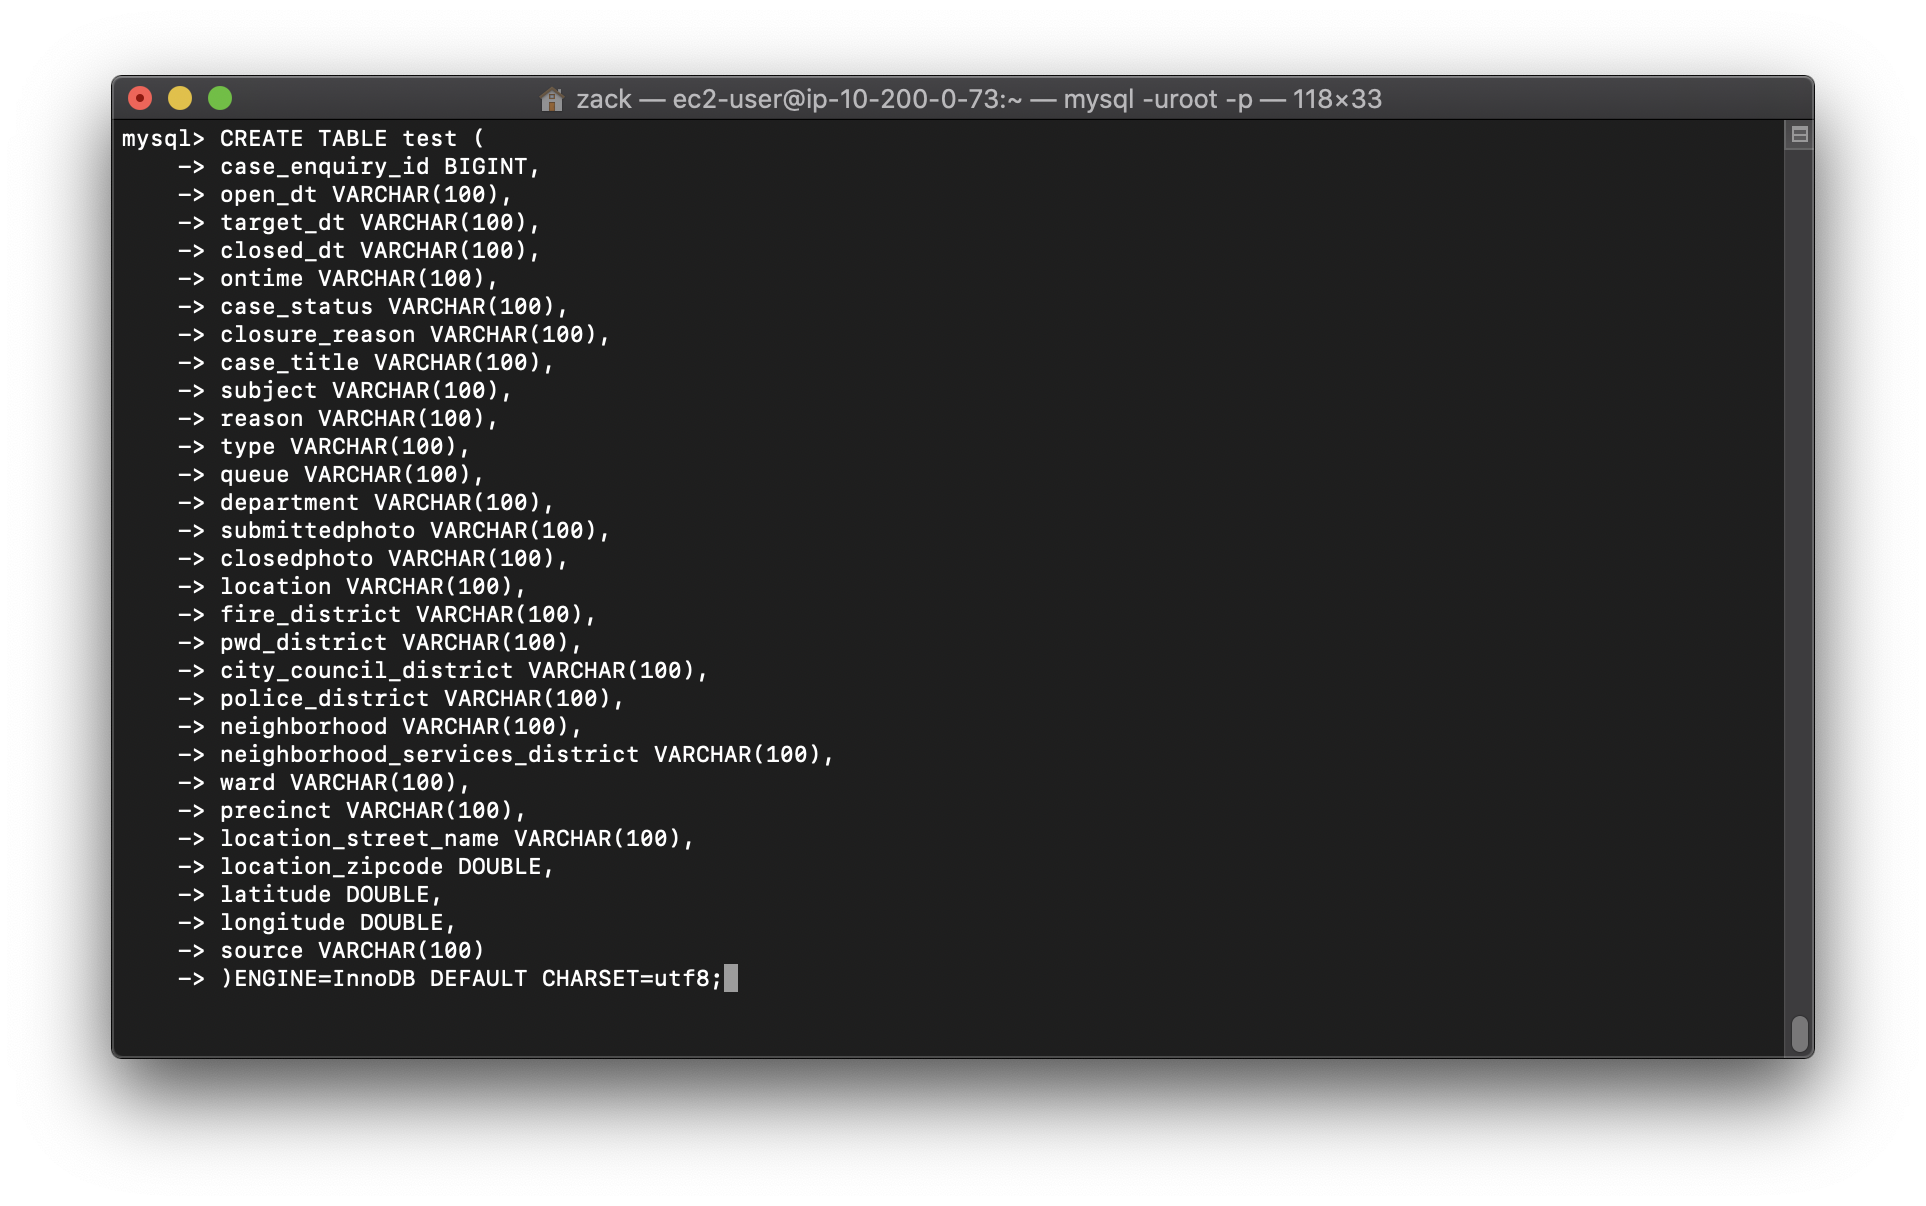 zack — ec2-user@ip-10-200-0-73:~ — mysql -uroot -p — 118×33
mysql> CREATE TABLE test (
    -> case_enquiry_id BIGINT,
    -> open_dt VARCHAR(100),
    -> target_dt VARCHAR(100),
    -> closed_dt VARCHAR(100),
    -> ontime VARCHAR(100),
    -> case_status VARCHAR(100),
    -> closure_reason VARCHAR(100),
    -> case_title VARCHAR(100),
    -> subject VARCHAR(100),
    -> reason VARCHAR(100),
    -> type VARCHAR(100),
    -> queue VARCHAR(100),
    -> department VARCHAR(100),
    -> submittedphoto VARCHAR(100),
    -> closedphoto VARCHAR(100),
    -> location VARCHAR(100),
    -> fire_district VARCHAR(100),
    -> pwd_district VARCHAR(100),
    -> city_council_district VARCHAR(100),
    -> police_district VARCHAR(100),
    -> neighborhood VARCHAR(100),
    -> neighborhood_services_district VARCHAR(100),
    -> ward VARCHAR(100),
    -> precinct VARCHAR(100),
    -> location_street_name VARCHAR(100),
    -> location_zipcode DOUBLE,
    -> latitude DOUBLE,
    -> longitude DOUBLE,
    -> source VARCHAR(100)
    -> )ENGINE=InnoDB DEFAULT CHARSET=utf8;